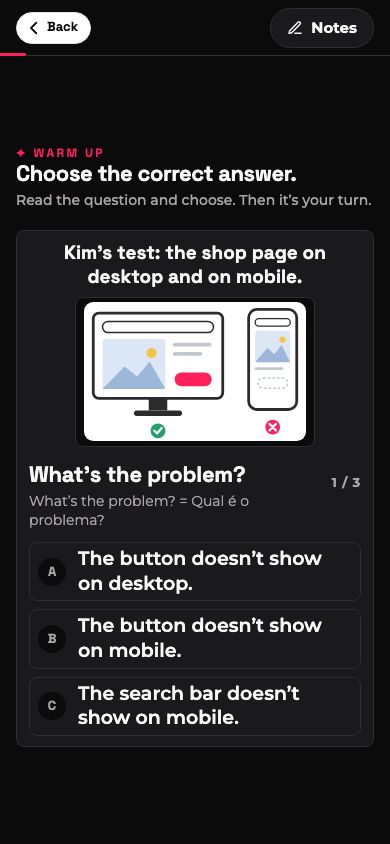 Back
Notes
WARM UP
Choose the correct answer.
Read the question and choose. Then it's your turn.
Kim's test: the shop page on
desktop and on mobile.
What's the problem?
1 / 3
What's the problem? = Qual é o
problema?
A
The button doesn't show
on desktop.
B
The button doesn't show
on mobile.
C
The search bar doesn't
show on mobile.